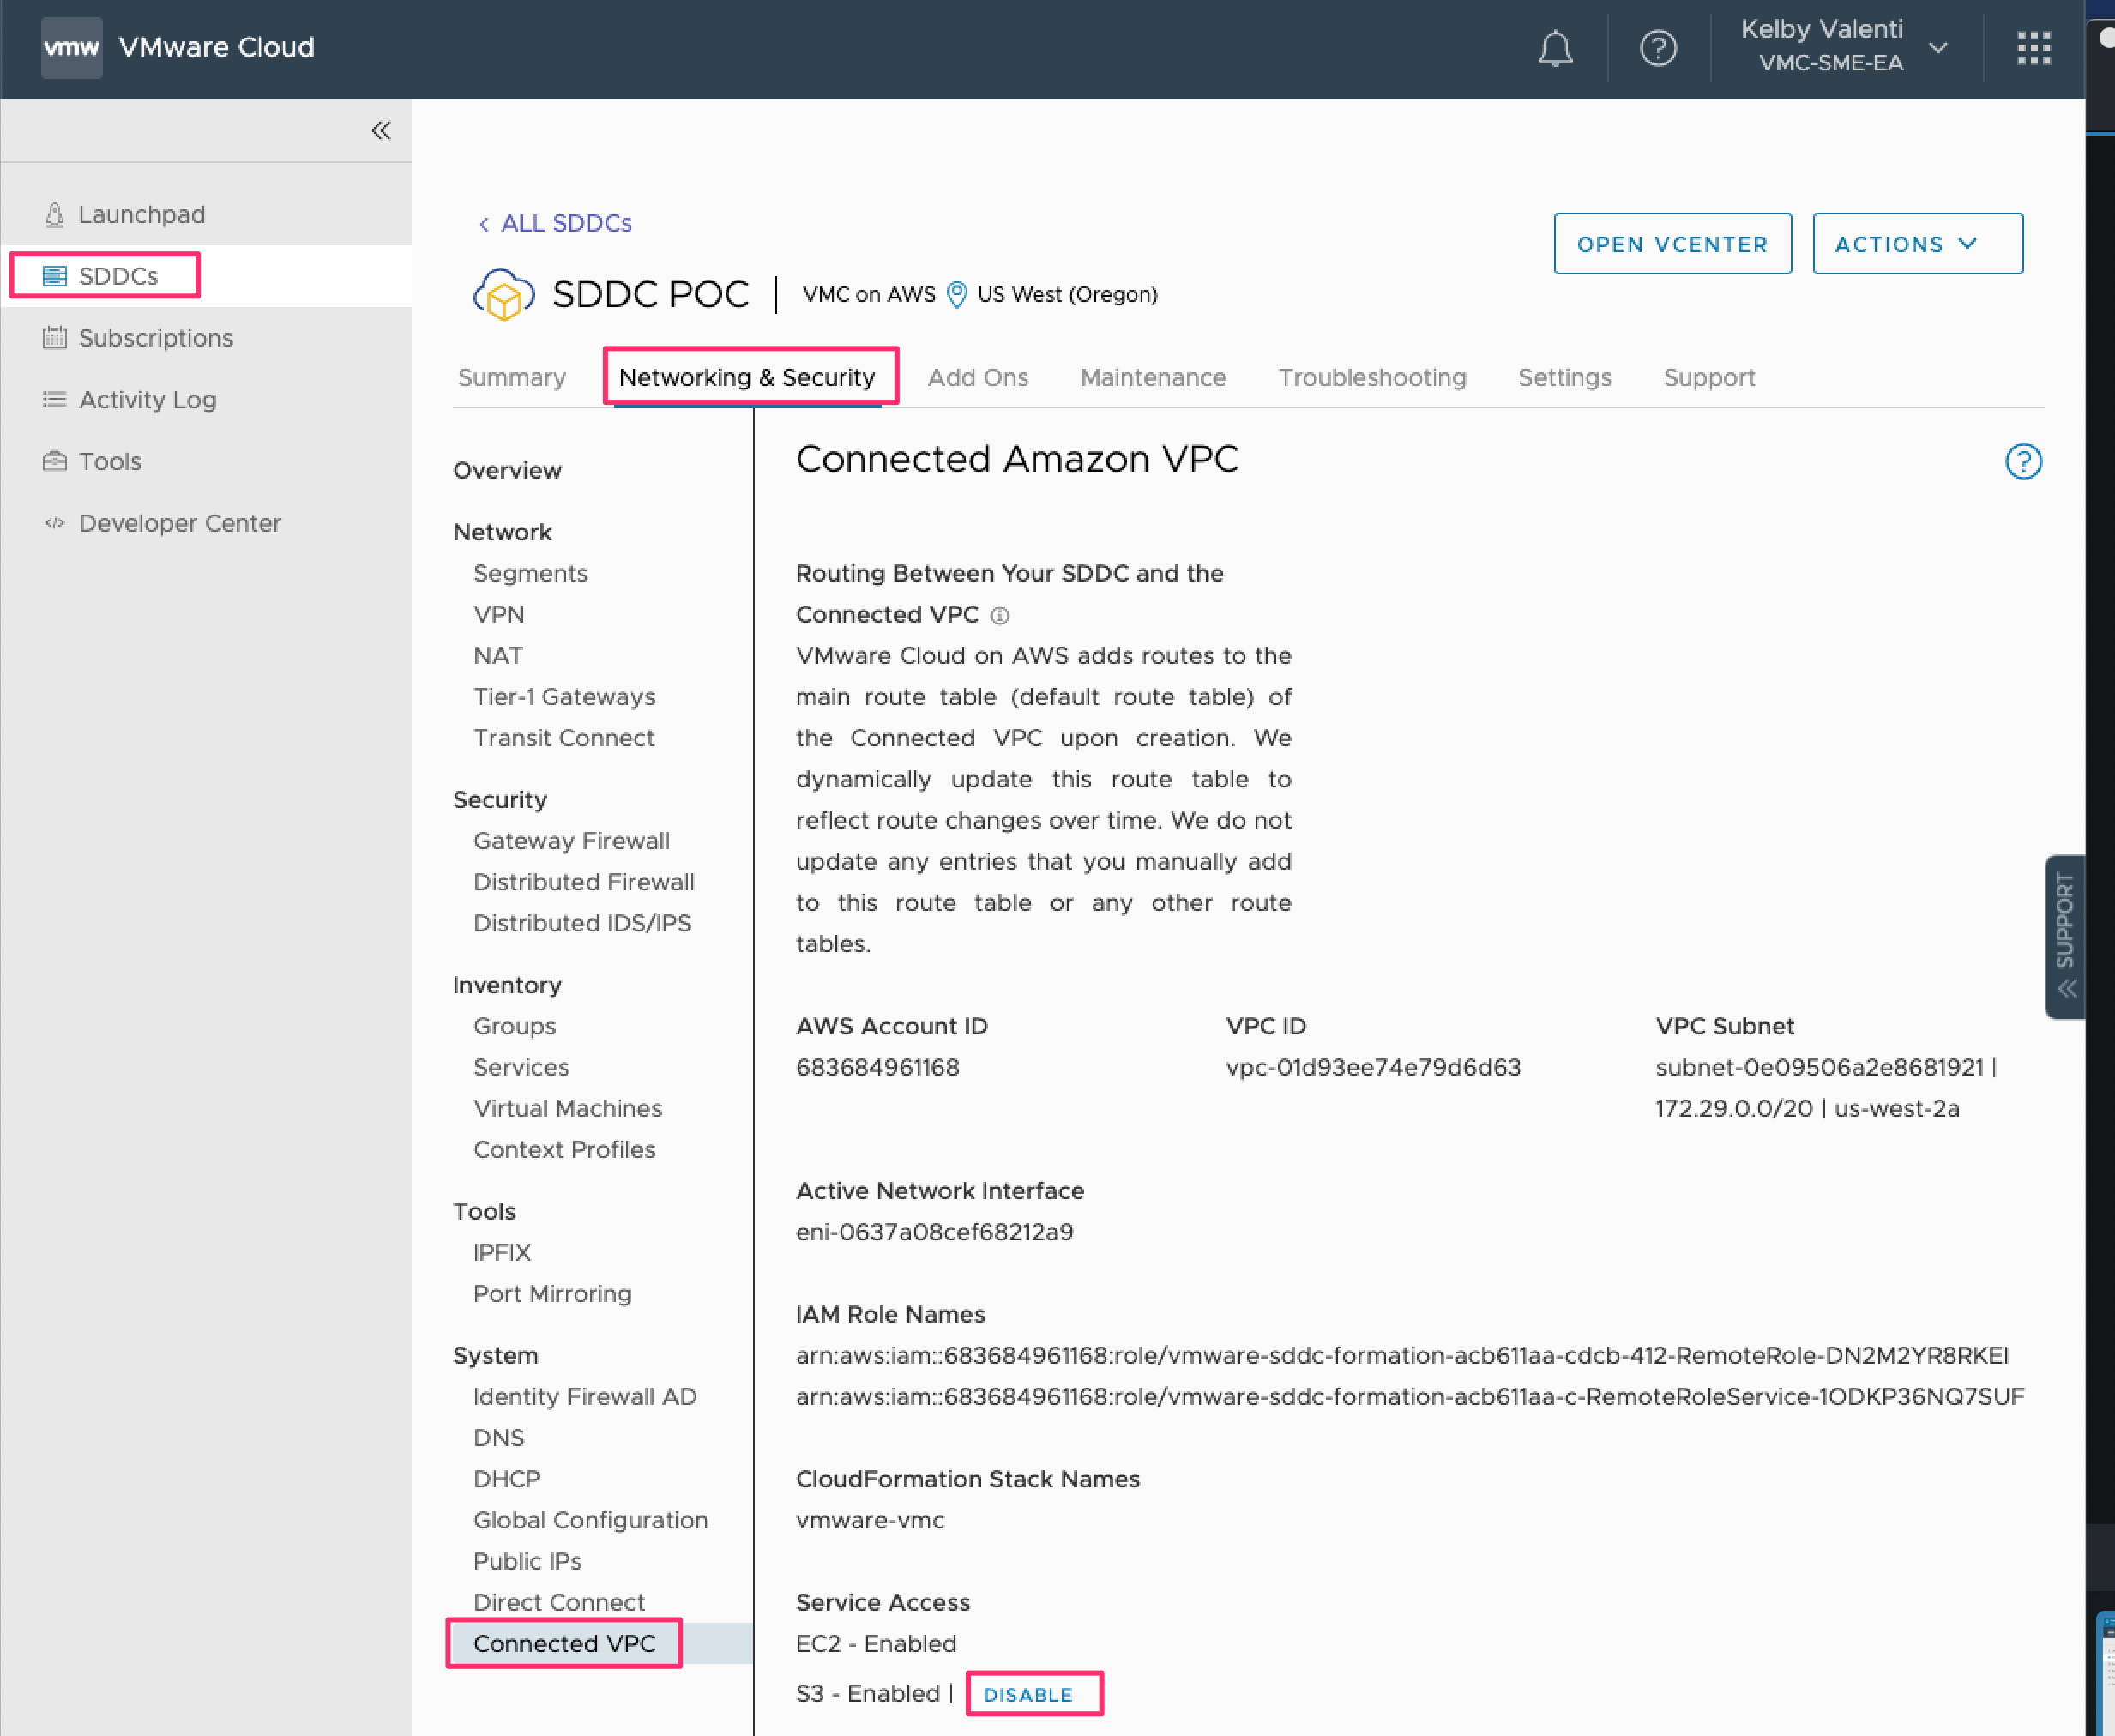 vmw VMware Cloud
Kelby Valenti
VMC-SME-EA
Launchpad
SDDCs
Subscriptions
Activity Log
Tools
Developer Center
ALL SDDCs
OPEN VCENTER
ACTIONS
SDDC POC
VMC on AWS US West (Oregon)
Summary
Networking & Security
Add Ons
Maintenance
Troubleshooting
Settings
Support
Overview
Network
Segments
VPN
NAT
Tier-1 Gateways
Transit Connect
Security
Gateway Firewall
Distributed Firewall
Distributed IDS/IPS
Inventory
Groups
Services
Virtual Machines
Context Profiles
Tools
IPFIX
Port Mirroring
System
Identity Firewall AD
DNS
DHCP
Global Configuration
Public IPs
Direct Connect
Connected VPC
Connected Amazon VPC
Routing Between Your SDDC and the
Connected VPC
VMware Cloud on AWS adds routes to the
main route table (default route table) of
the Connected VPC upon creation. We
dynamically update this route table to
reflect route changes over time. We do not
update any entries that you manually add
to this route table or any other route
tables.
AWS Account ID
683684961168
VPC ID
vpc-01d93ee74e79d6d63
VPC Subnet
subnet-0e09506a2e8681921 |
172.29.0.0/20 | us-west-2a
Active Network Interface
eni-0637a08cef68212a9
IAM Role Names
arn:aws:iam::683684961168:role/vmware-sddc-formation-acb611aa-cdcb-412-RemoteRole-DN2M2YR8RKEI
arn:aws:iam::683684961168:role/vmware-sddc-formation-acb611aa-c-RemoteRoleService-1ODKP36NQ7SUF
CloudFormation Stack Names
vmware-vmc
Service Access
EC2 - Enabled
S3 - Enabled | DISABLE
SUPPORT